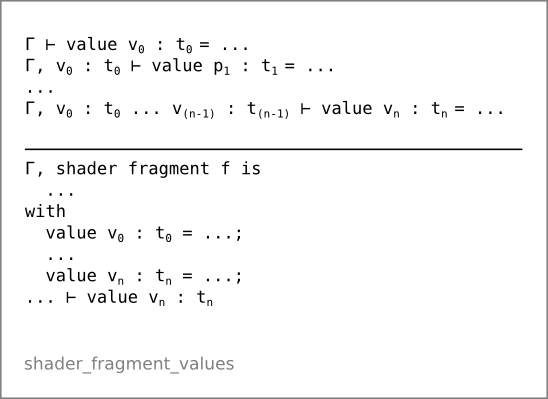 Γ ⊢ value v₀ : t₀ = ...
Γ, v₀ : t₀ ⊢ value p₁ : t₁ = ...
...
Γ, v₀ : t₀ ... v₍ₙ₋₁₎ : t₍ₙ₋₁₎ ⊢ value vₙ : tₙ = ...
Γ, shader fragment f is
...
with
value v₀ : t₀ = ...;
...
value vₙ : tₙ = ...;
... ⊢ value vₙ : tₙ
shader_fragment_values